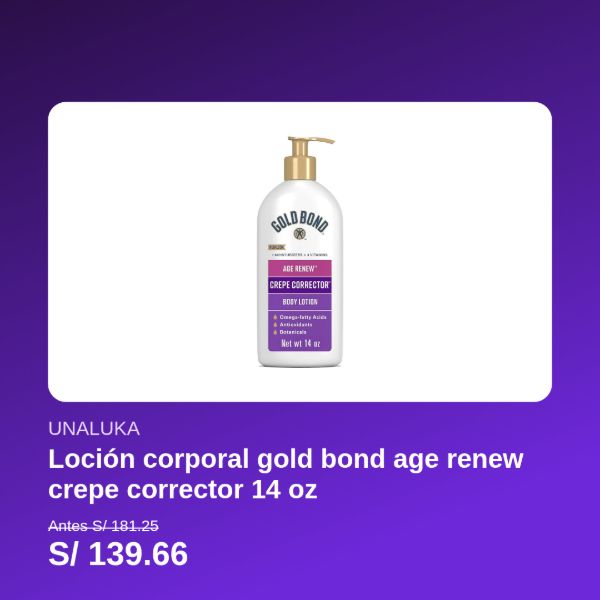 GOLD BOND
AGE RENEW
CREPE CORRECTOR
BODY LOTION
Omega-fatty Acids
Antioxidants
Botanicals
Net wt 14 oz
UNALUKA
Loción corporal gold bond age renew
crepe corrector 14 oz
Antes S/ 181.25
S/ 139.66